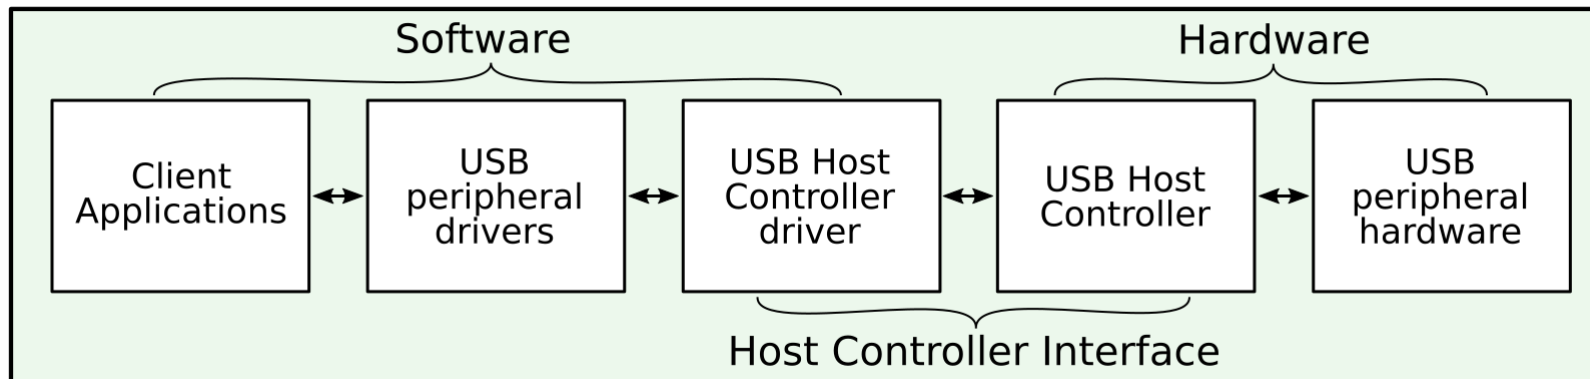 Software
Hardware
Client
Applications
USB
peripheral
drivers
USB Host
Controller
driver
USB Host
Controller
USB
peripheral
hardware
Host Controller Interface